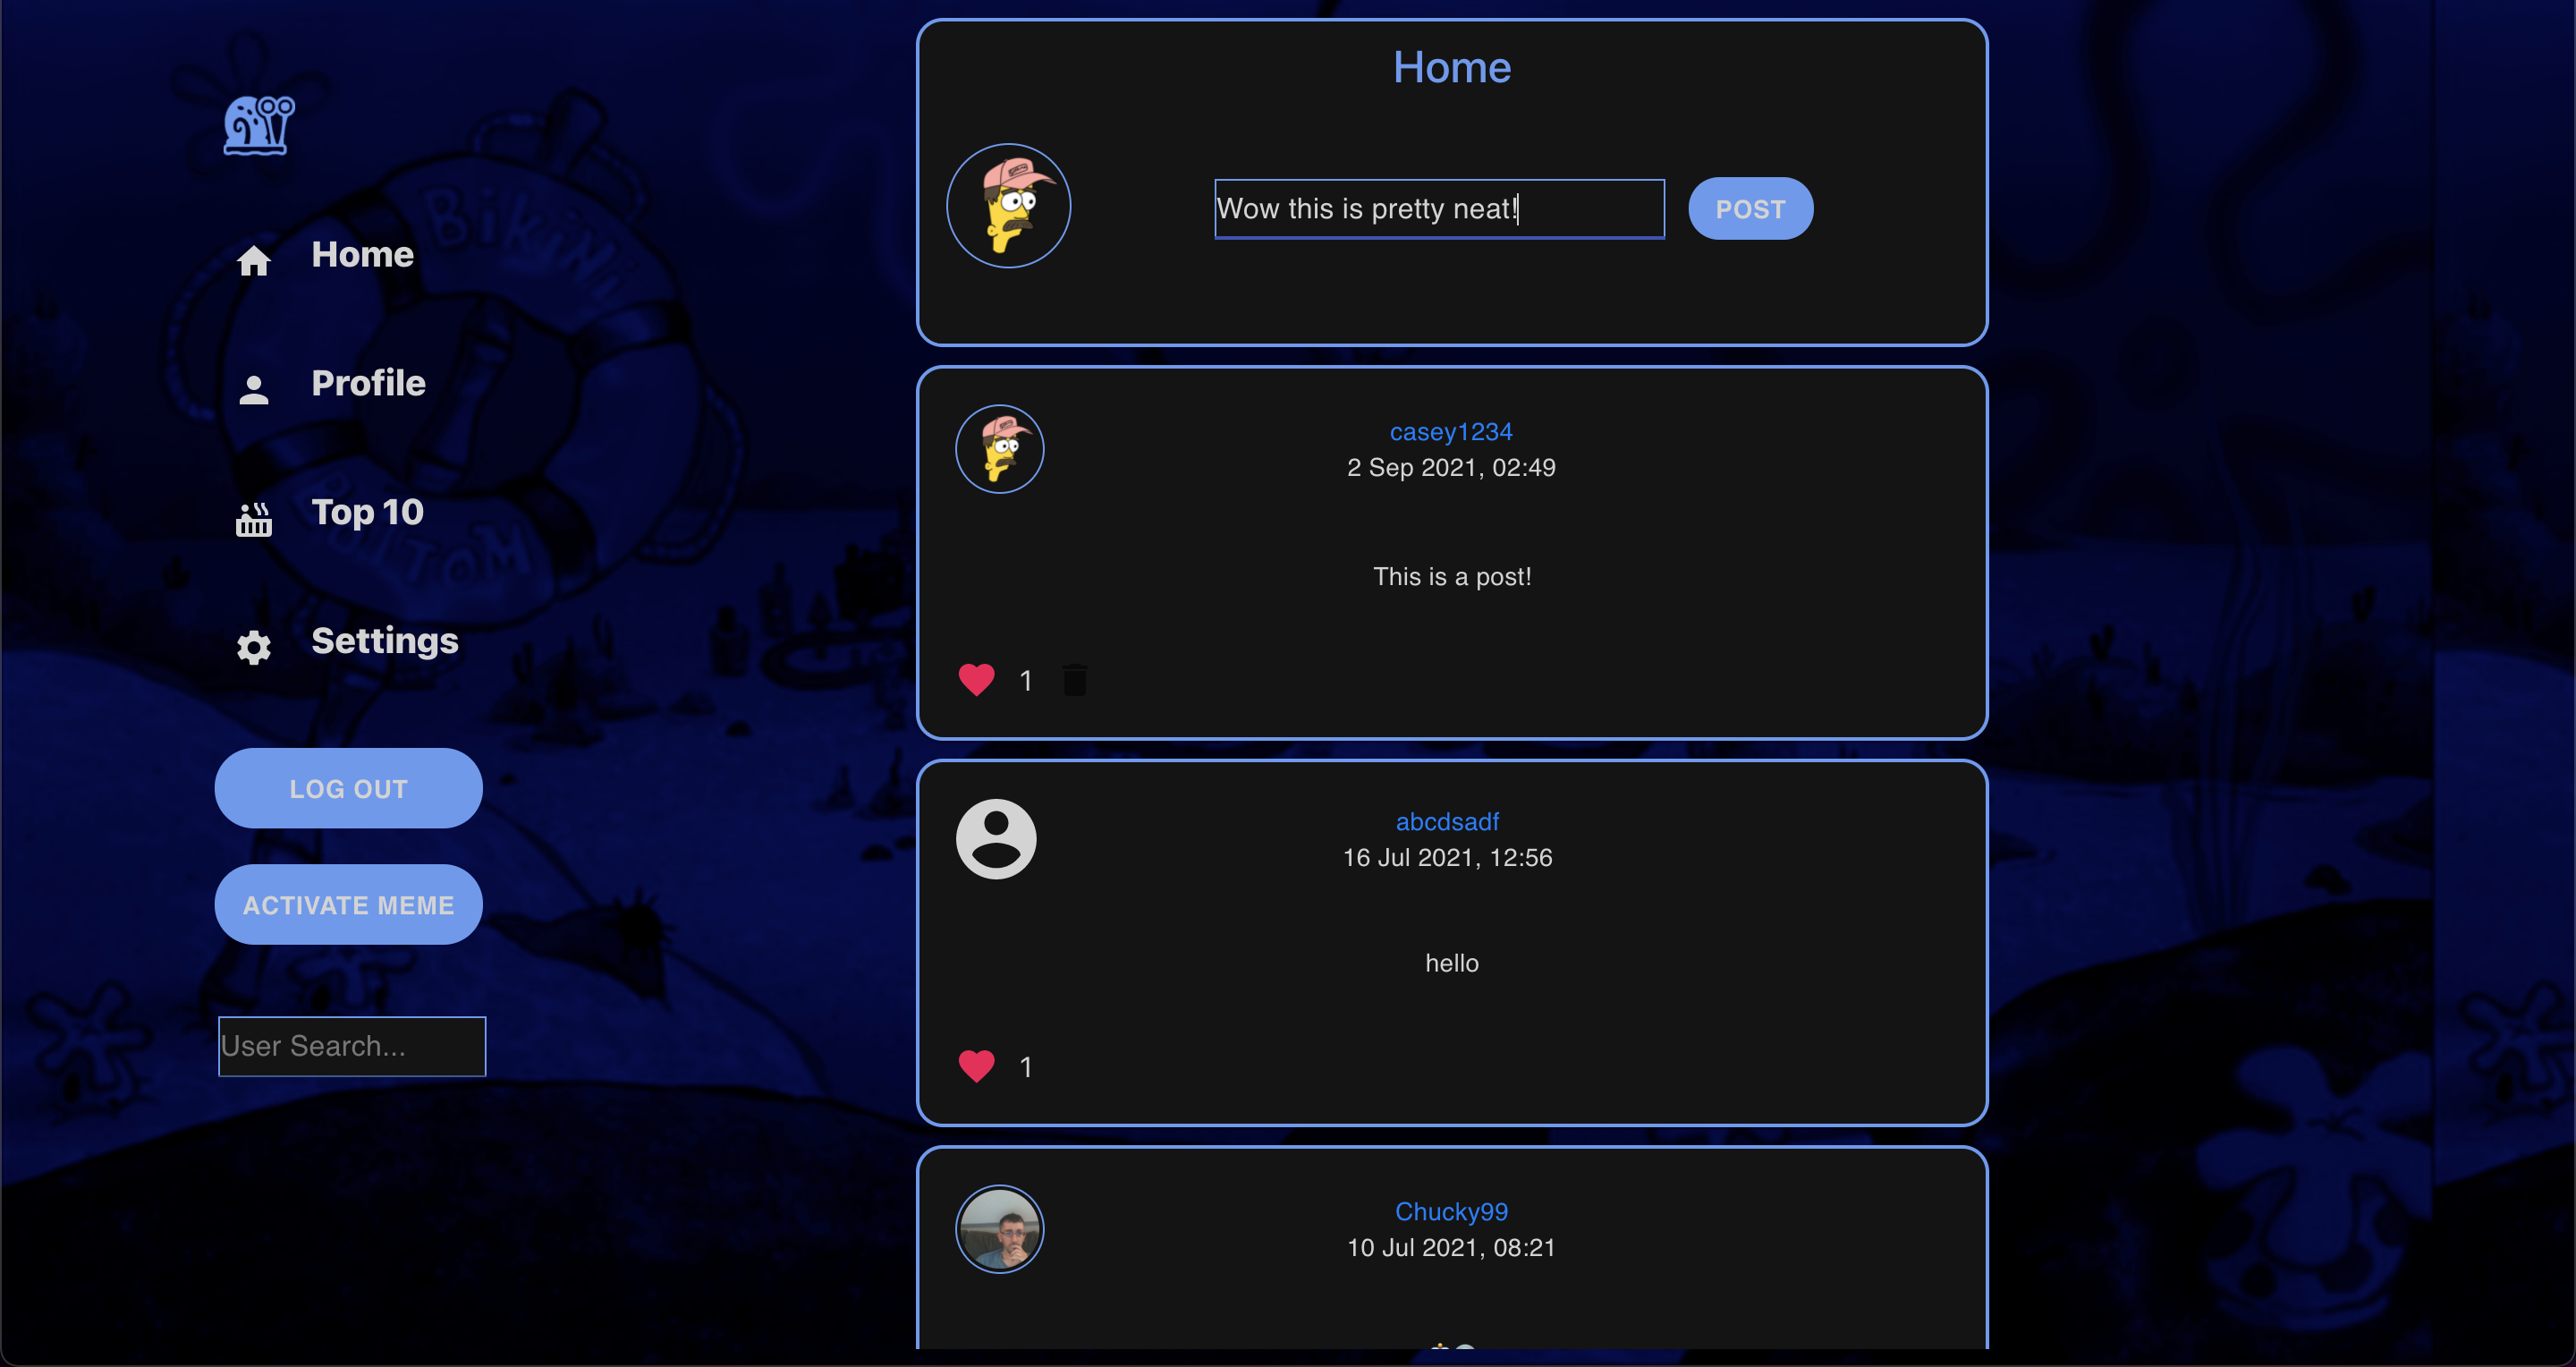 Home
Wow this is pretty neat!
POST
BiKiNi
BOTTOM
Home
Profile
Top 10
Settings
LOG OUT
ACTIVATE MEME
User Search...
casey1234
2 Sep 2021, 02:49
This is a post!
1
abcdsadf
16 Jul 2021, 12:56
hello
1
Chucky99
10 Jul 2021, 08:21